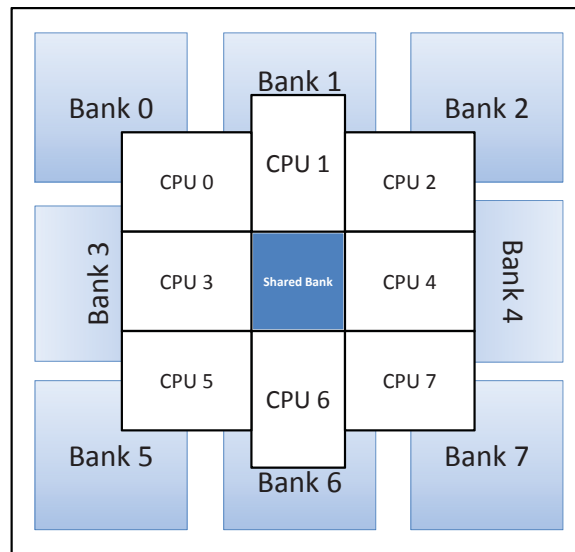 Bank 0
Bank 1
Bank 2
CPU 0
CPU 1
CPU 2
Bank 3
CPU 3
Shared Bank
CPU 4
Bank 4
CPU 5
CPU 6
CPU 7
Bank 5
Bank 6
Bank 7